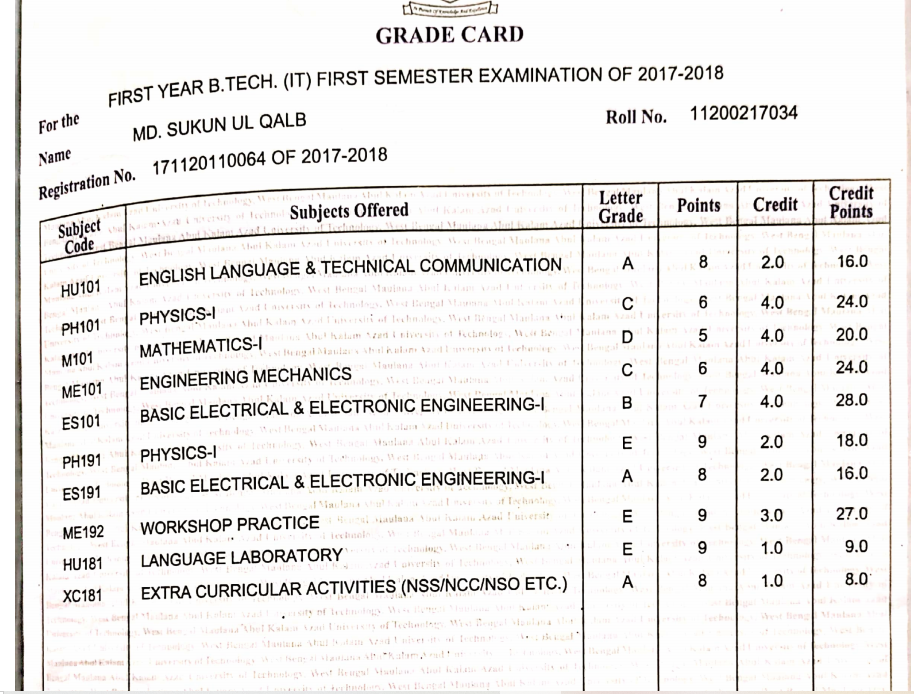 GRADE CARD
For the FIRST YEAR B.TECH. (IT) FIRST SEMESTER EXAMINATION OF 2017-2018
Name MD. SUKUN UL QALB Roll No. 11200217034
Registration No. 171120110064 OF 2017-2018
Subject Code Subjects Offered Letter Grade Points Credit Credit Points
HU101 ENGLISH LANGUAGE & TECHNICAL COMMUNICATION A 8 2.0 16.0
PH101 PHYSICS-I C 6 4.0 24.0
M101 MATHEMATICS-I D 5 4.0 20.0
ME101 ENGINEERING MECHANICS C 6 4.0 24.0
ES101 BASIC ELECTRICAL & ELECTRONIC ENGINEERING-I B 7 4.0 28.0
PH191 PHYSICS-I E 9 2.0 18.0
ES191 BASIC ELECTRICAL & ELECTRONIC ENGINEERING-I A 8 2.0 16.0
ME192 WORKSHOP PRACTICE E 9 3.0 27.0
HU181 LANGUAGE LABORATORY E 9 1.0 9.0
XC181 EXTRA CURRICULAR ACTIVITIES (NSS/NCC/NSO ETC.) A 8 1.0 8.0